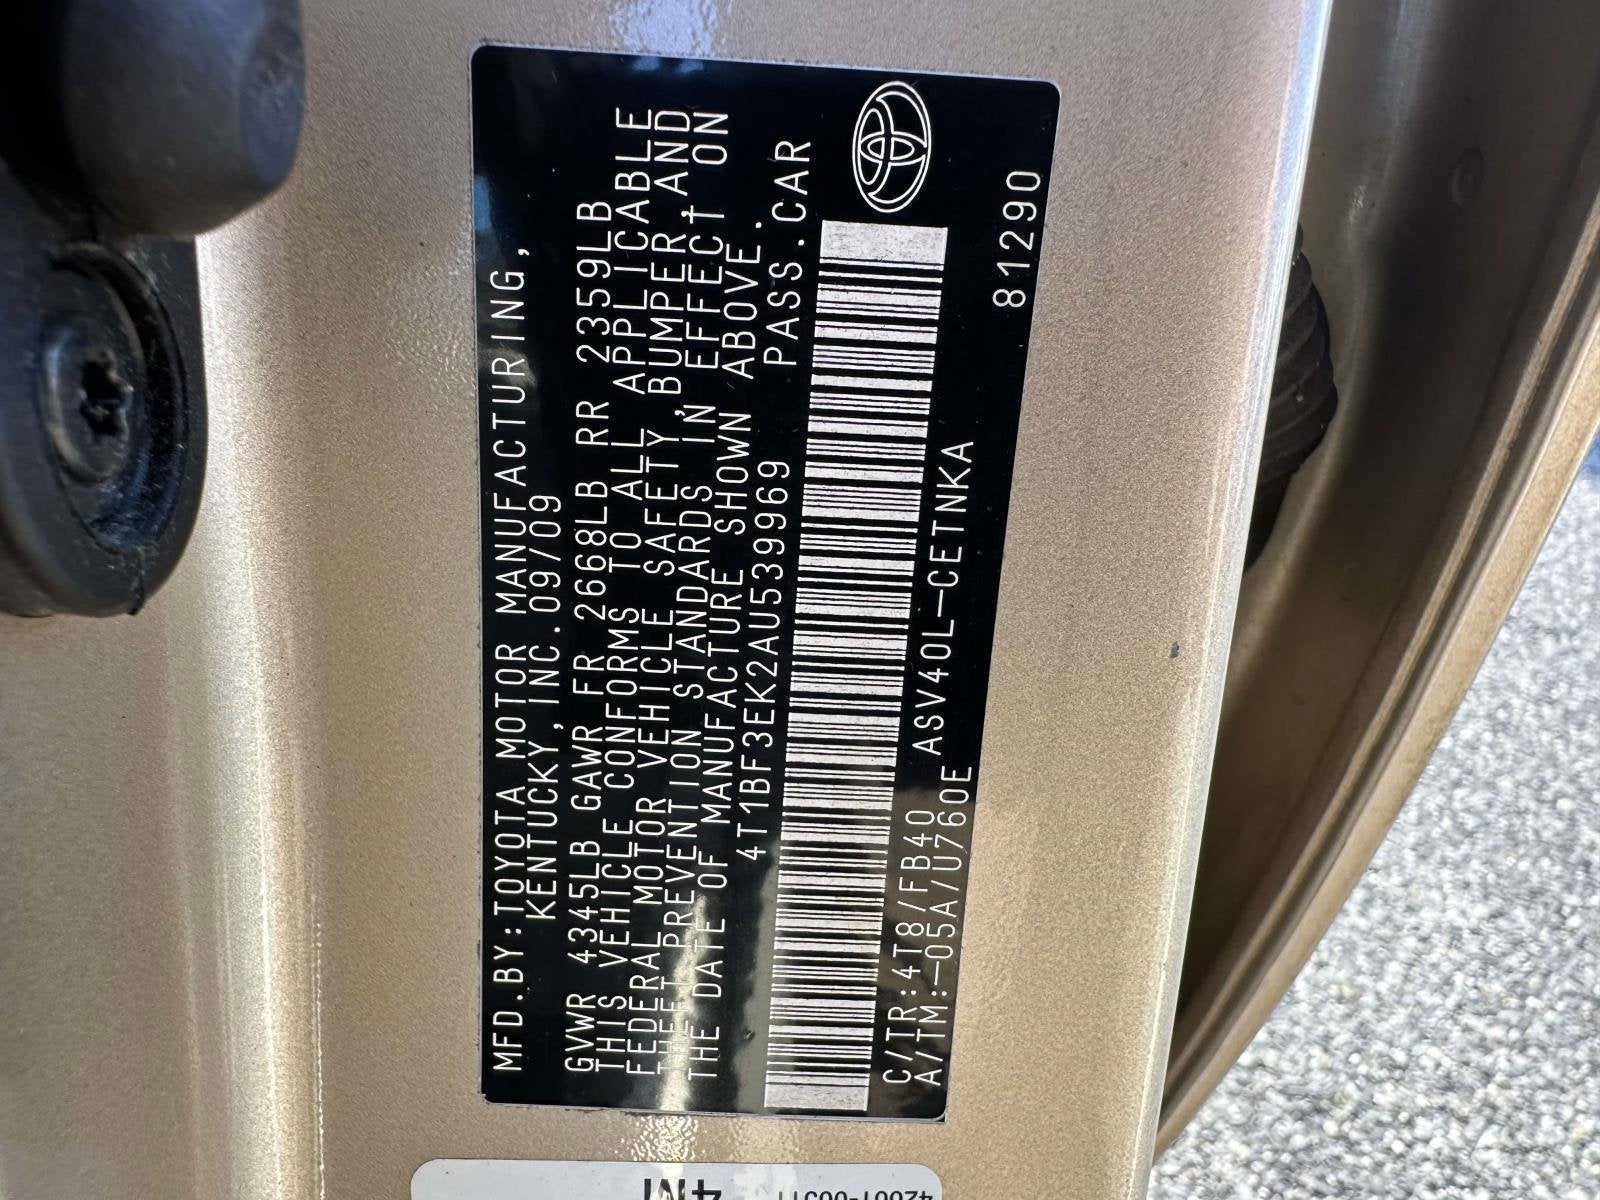 MFD.BY:TOYOTA MOTOR MANUFACTURING,
KENTUCKY,INC.09/09
GVWR 4345LB GAWR FR 2668LB RR 2359LB
THIS VEHICLE CONFORMS TO ALL APPLICABLE
FEDERAL MOTOR VEHICLE SAFETY, BUMPER, AND
THEFT PREVENTION STANDARDS IN EFFECT ON
THE DATE OF MANUFACTURE SHOWN ABOVE.
4T1BF3EK2AU539969 PASS.CAR
C/TR:4T8/FB40 ASV40L-CETNKA
A/TM:-05A/U760E
81290
4M